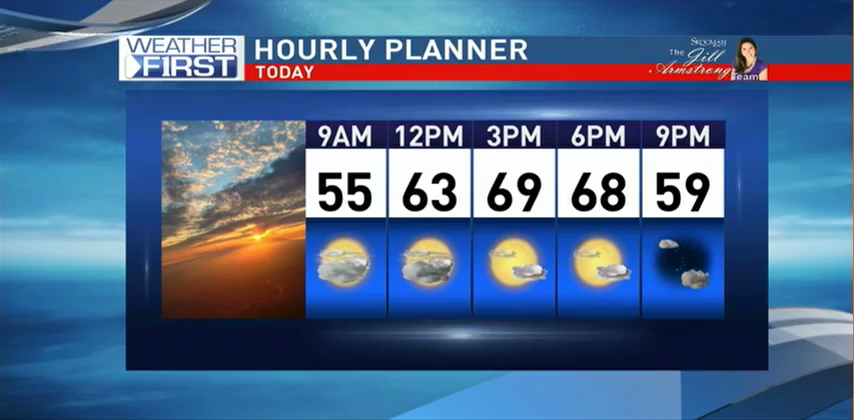 WEATHER
FIRST
HOURLY PLANNER
TODAY
The Jill
Armstrong
Team
9AM 12PM 3PM 6PM 9PM
55 63 69 68 59